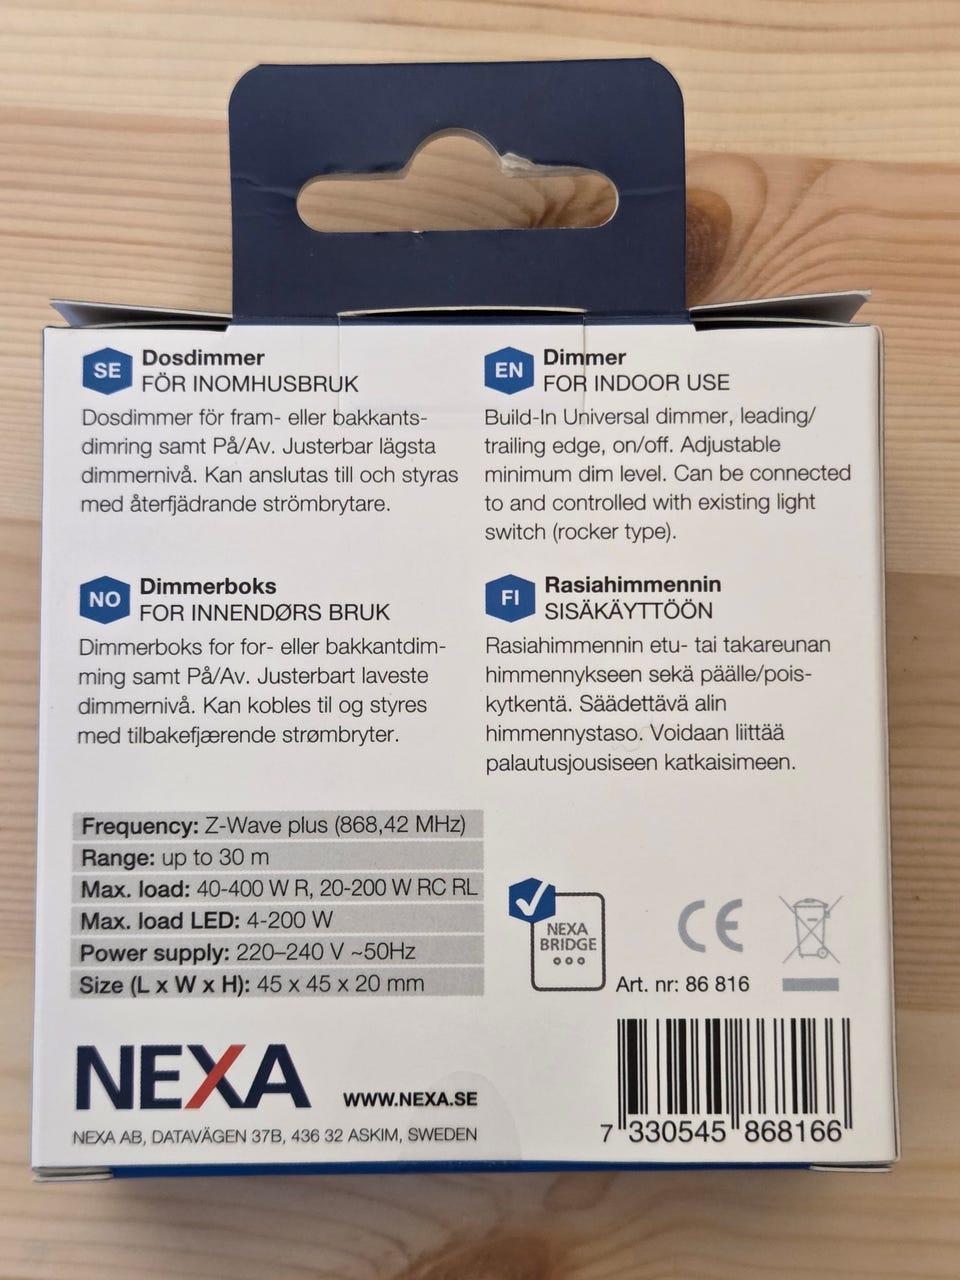 SE
Dosdimmer
FÖR INOMHUSBRUK
Dosdimmer för fram- eller bakkants-
dimring samt På/Av. Justerbar lägsta
dimmernivå. Kan anslutas till och styras
med återfjädrande strömbrytare.
EN
Dimmer
FOR INDOOR USE
Build-In Universal dimmer, leading/
trailing edge, on/off. Adjustable
minimum dim level. Can be connected
to and controlled with existing light
switch (rocker type).
NO
Dimmerboks
FOR INNENDØRS BRUK
Dimmerboks for for- eller bakkantdim-
ming samt På/Av. Justerbart laveste
dimmernivå. Kan kobles til og styres
med tilbakefjærende strømbryter.
FI
Rasiahimmennin
SISÄKÄYTTÖÖN
Rasiahimmennin etu- tai takareunan
himmennykseen sekä päälle/pois-
kytkentä. Säädettävä alin
himmennystaso. Voidaan liittää
palautusjousiseen katkaisimeen.
Frequency: Z-Wave plus (868,42 MHz)
Range: up to 30 m
Max. load: 40-400 W R, 20-200 W RC RL
Max. load LED: 4-200 W
Power supply: 220–240 V ~50Hz
Size (L x W x H): 45 x 45 x 20 mm
NEXA
BRIDGE
CE
Art. nr: 86 816
NEXA
WWW.NEXA.SE
NEXA AB, DATAVÄGEN 37B, 436 32 ASKIM, SWEDEN
7 330545 868166